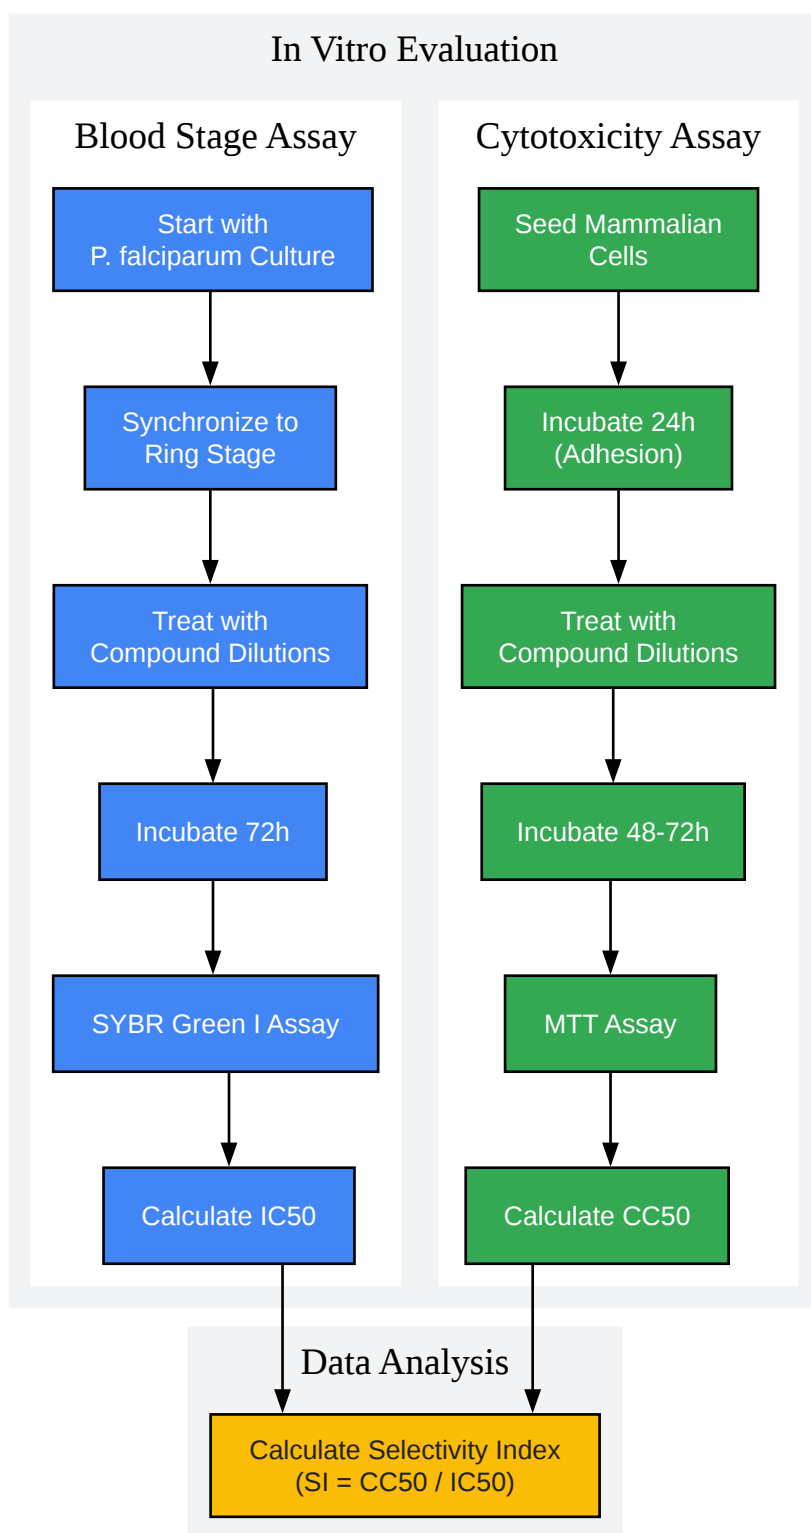 In Vitro Evaluation
Blood Stage Assay
Start with
P. falciparum Culture
Synchronize to
Ring Stage
Treat with
Compound Dilutions
Incubate 72h
SYBR Green I Assay
Calculate IC50
Cytotoxicity Assay
Seed Mammalian
Cells
Incubate 24h
(Adhesion)
Treat with
Compound Dilutions
Incubate 48-72h
MTT Assay
Calculate CC50
Data Analysis
Calculate Selectivity Index
(SI = CC50 / IC50)